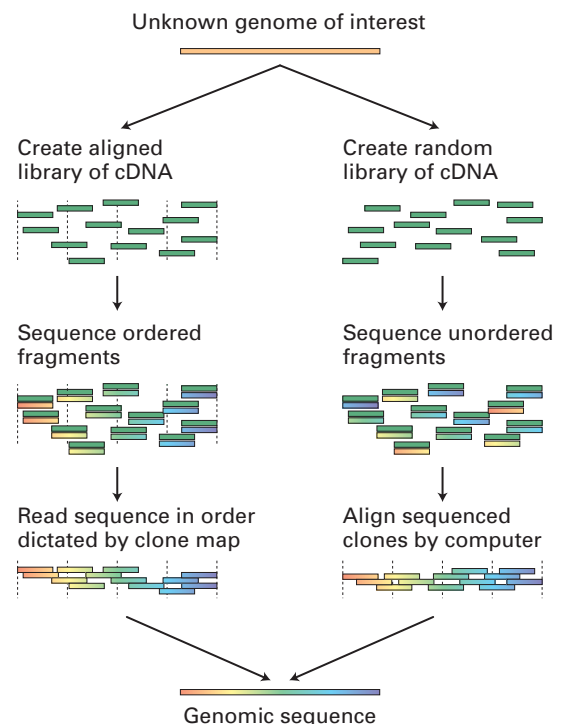 Unknown genome of interest
Create aligned
library of cDNA
Create random
library of cDNA
Sequence ordered
fragments
Sequence unordered
fragments
Read sequence in order
dictated by clone map
Align sequenced
clones by computer
Genomic sequence